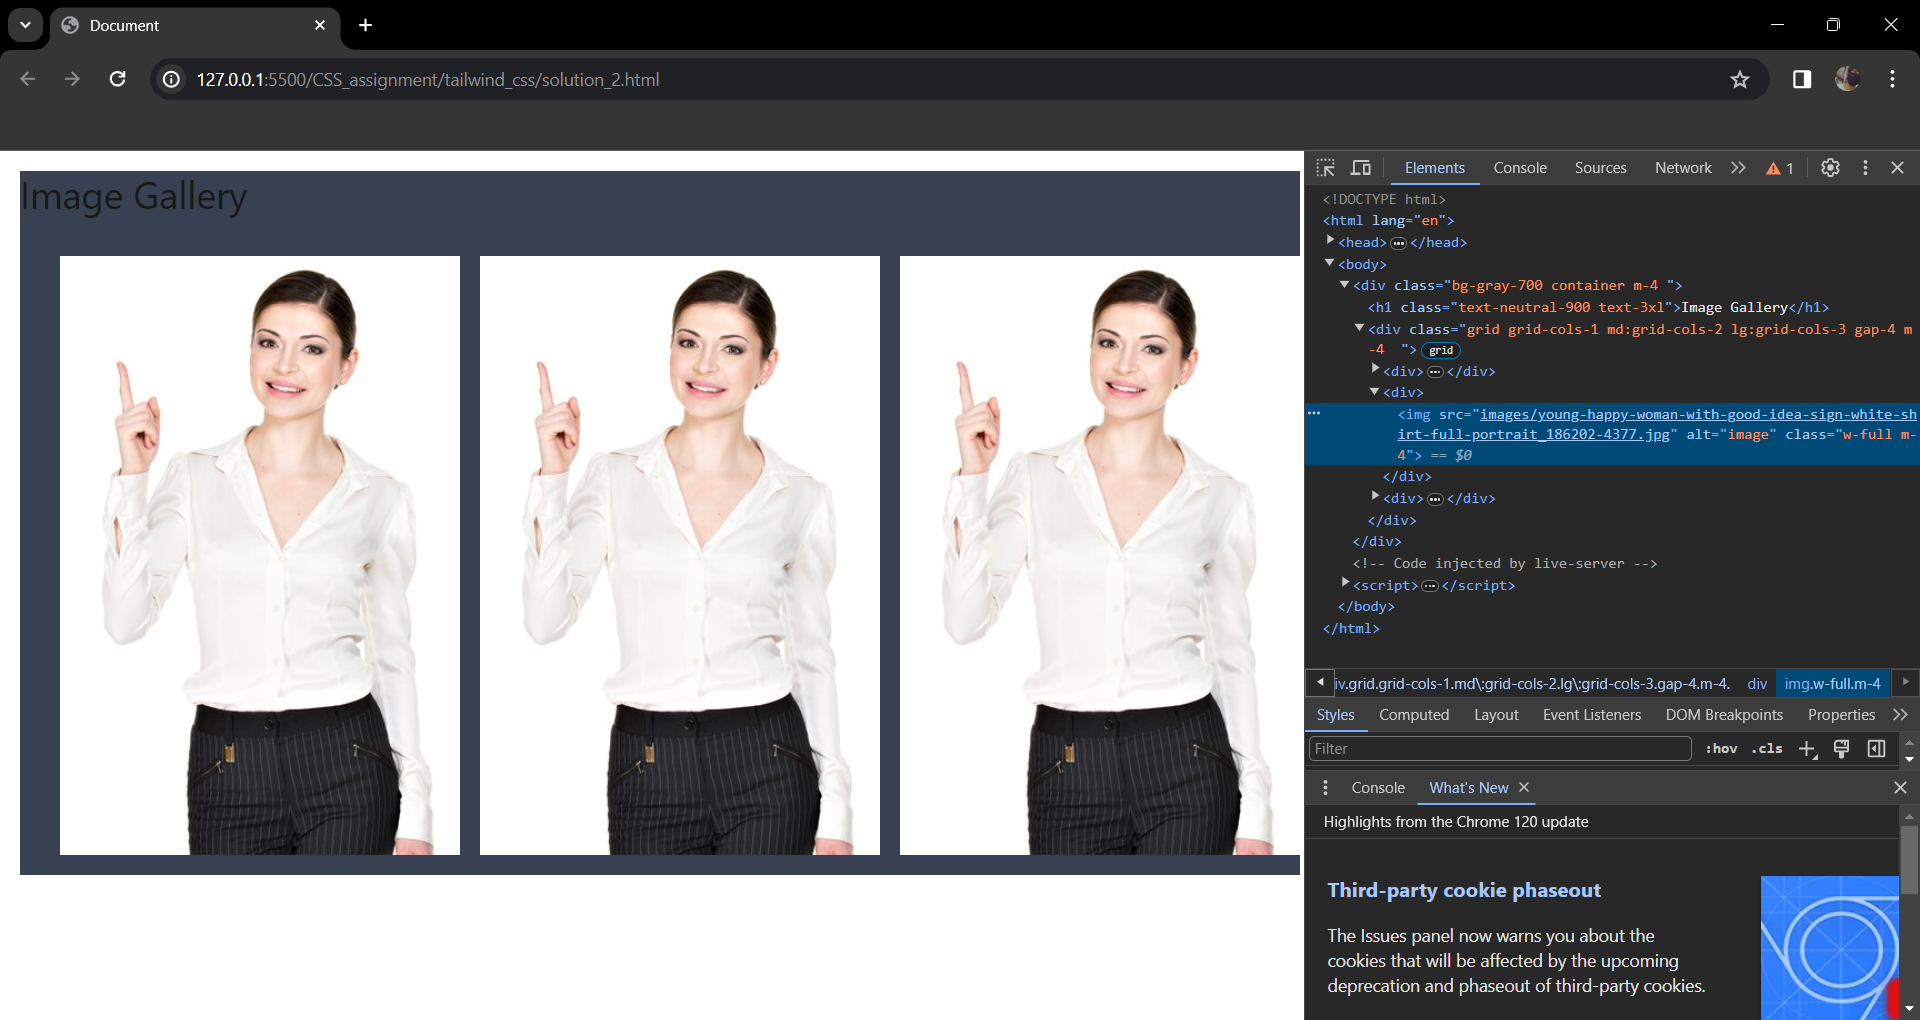 Document
127.0.0.1:5500/CSS_assignment/tailwind_css/solution_2.html
Image Gallery
Elements Console Sources Network 1
<!DOCTYPE html>
<html lang="en">
<head>…</head>
<body>
<div class="bg-gray-700 container m-4 ">
<h1 class="text-neutral-900 text-3xl">Image Gallery</h1>
<div class="grid grid-cols-1 md:grid-cols-2 lg:grid-cols-3 gap-4 m
-4  "> grid
<div>…</div>
<div>
<img src="images/young-happy-woman-with-good-idea-sign-white-sh
irt-full-portrait_186202-4377.jpg" alt="image" class="w-full m-
4"> == $0
</div>
<div>…</div>
</div>
</div>
<!-- Code injected by live-server -->
<script>…</script>
</body>
</html>
iv.grid.grid-cols-1.md\:grid-cols-2.lg\:grid-cols-3.gap-4.m-4. div img.w-full.m-4
Styles Computed Layout Event Listeners DOM Breakpoints Properties
Filter :hov .cls
Console What's New
Highlights from the Chrome 120 update
Third-party cookie phaseout
The Issues panel now warns you about the
cookies that will be affected by the upcoming
deprecation and phaseout of third-party cookies.